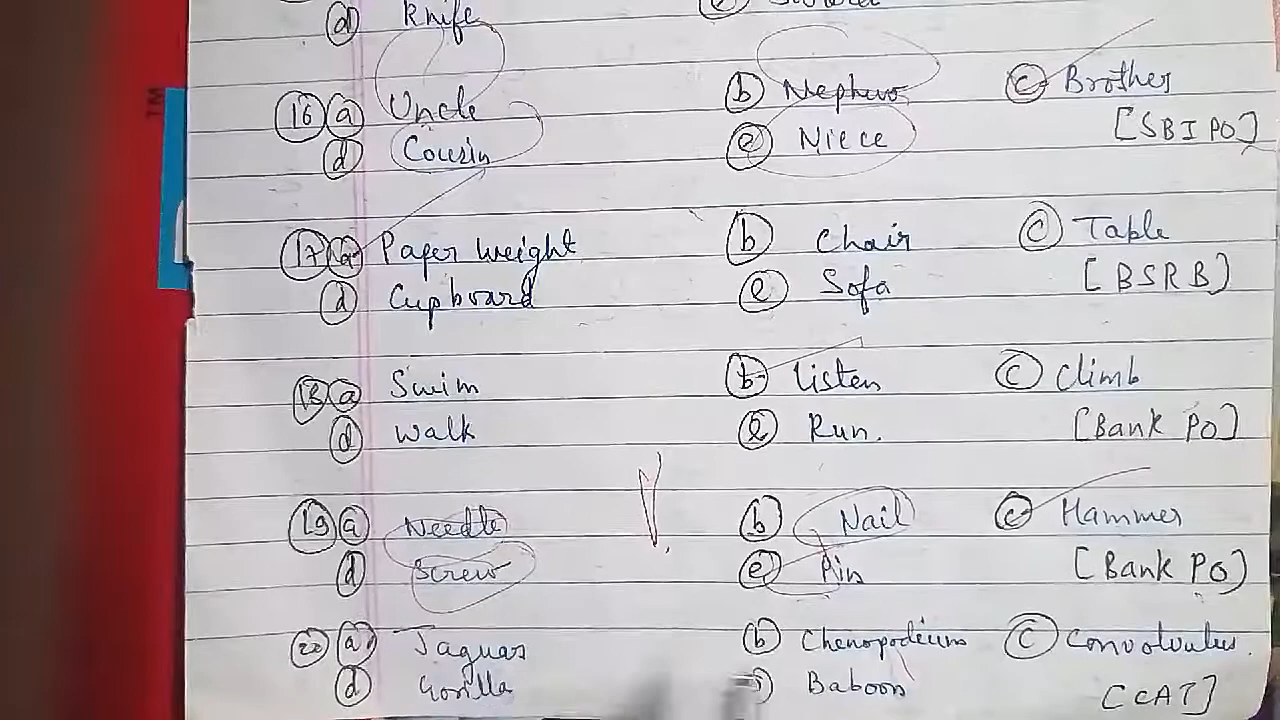 (d) Knife
(16) (a) Uncle (b) Nephew (c) Brother
(d) Cousin (e) Niece [SBI PO]
(17) (a) Paper weight (b) Chair (c) Table
(d) Cupboard (e) Sofa [BSRB]
(18) (a) Swim (b) Listen (c) Climb
(d) Walk (e) Run. [Bank PO]
(19) (a) Needle (b) Nail (c) Hammer
(d) Screw (e) Pin [Bank PO]
(20) (a) Jaguar (b) Chenopodium (c) Convolvulus.
(d) Gorilla Baboon [CAT]
TM